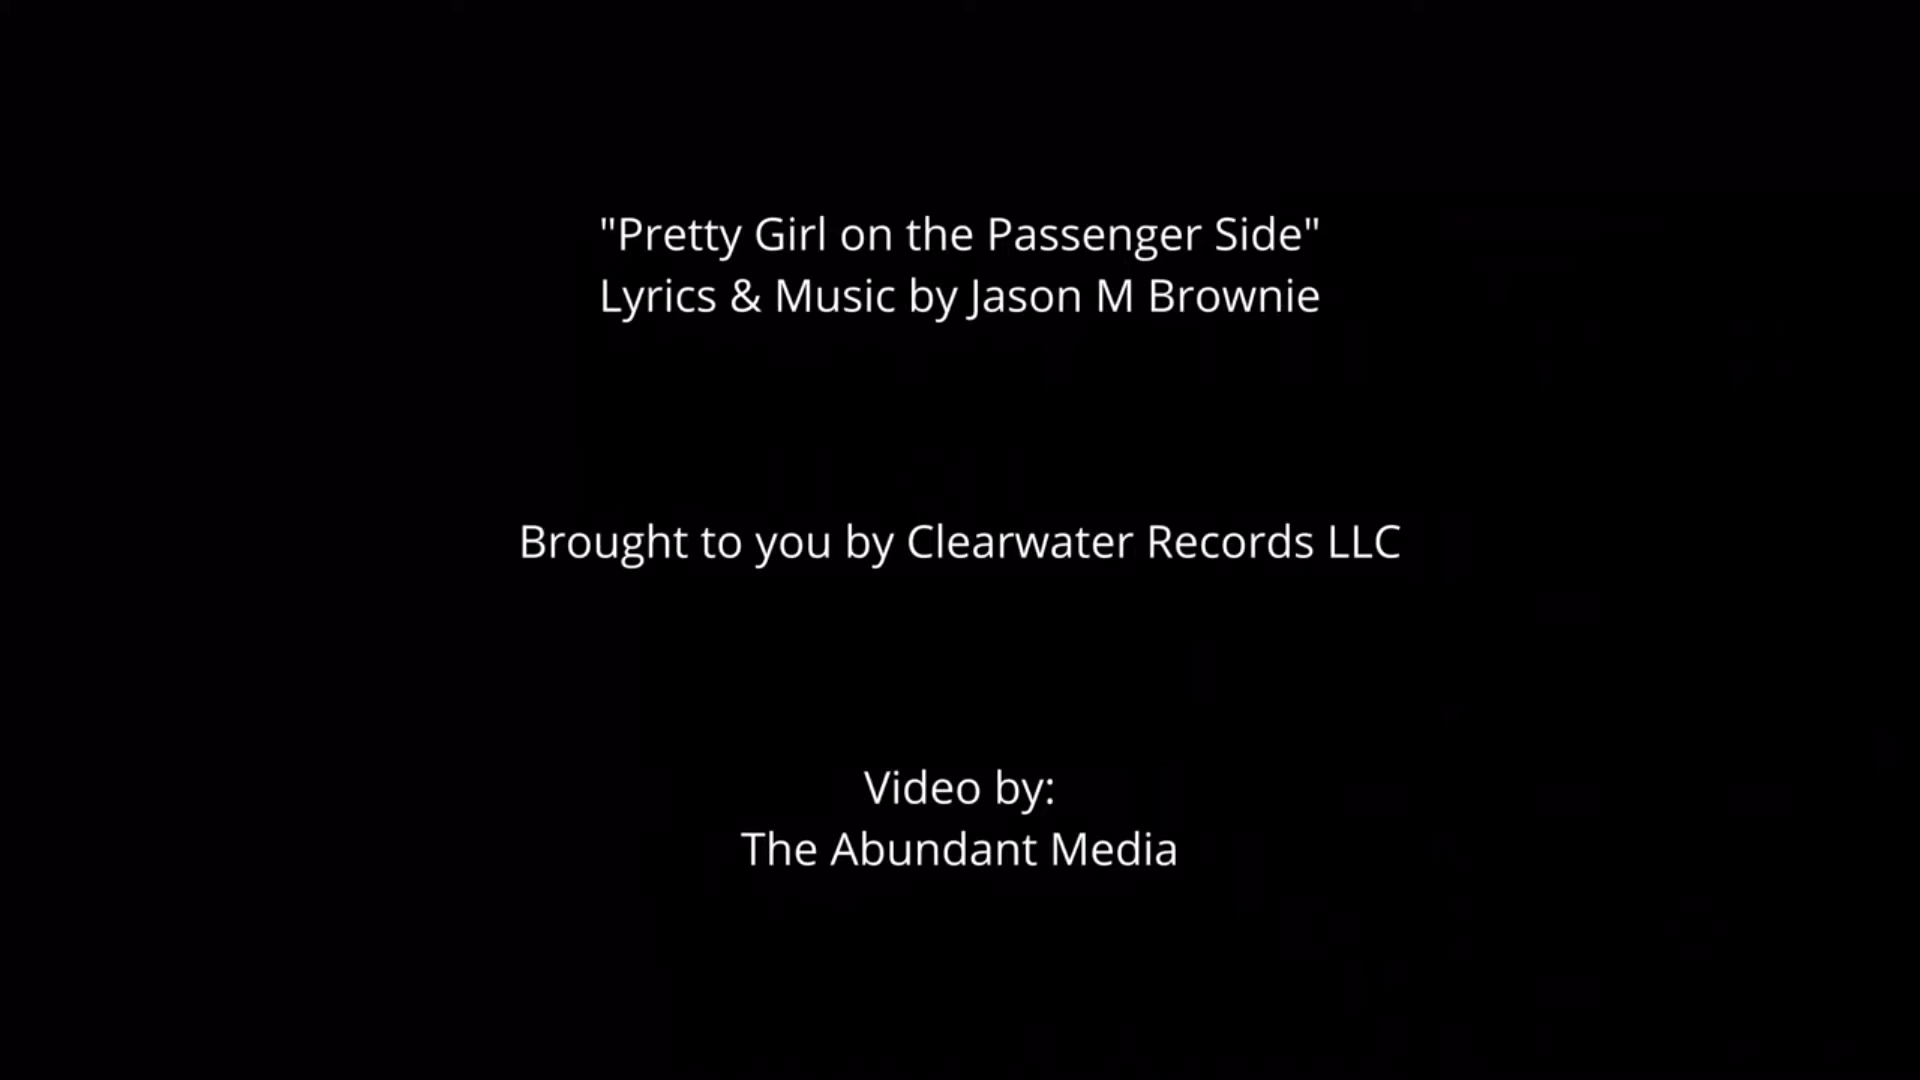 "Pretty Girl on the Passenger Side"
Lyrics & Music by Jason M Brownie
Brought to you by Clearwater Records LLC
Video by:
The Abundant Media